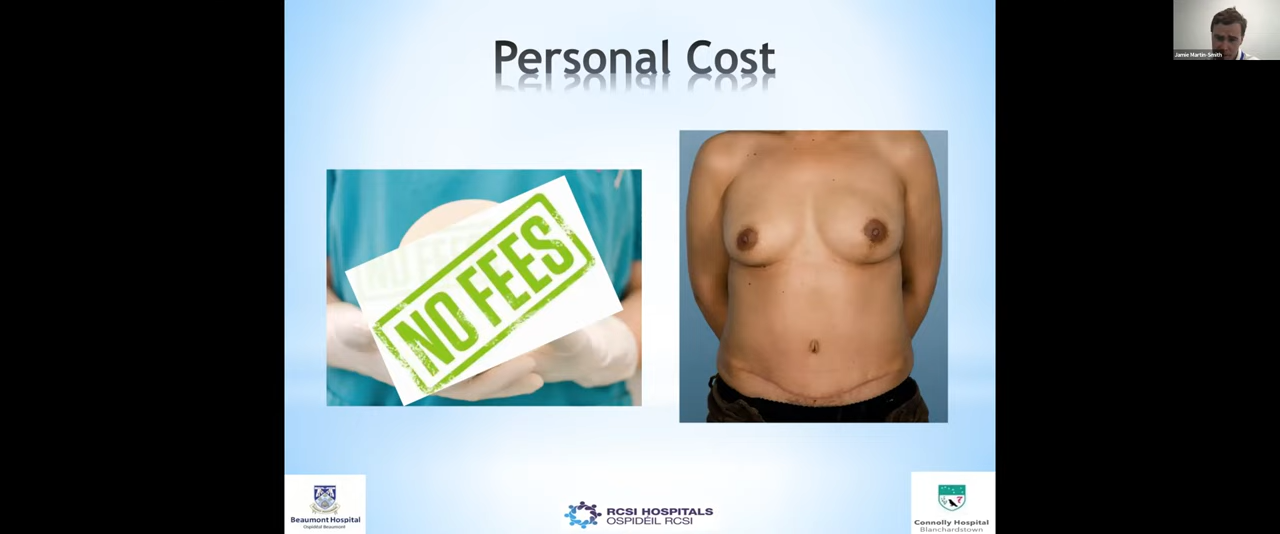 Personal Cost
Jamie Martin-Smith
NO FEES
Beaumont Hospital
Ospidéal Beaumont
RCSI HOSPITALS
OSPIDÉIL RCSI
Connolly Hospital
Blanchardstown